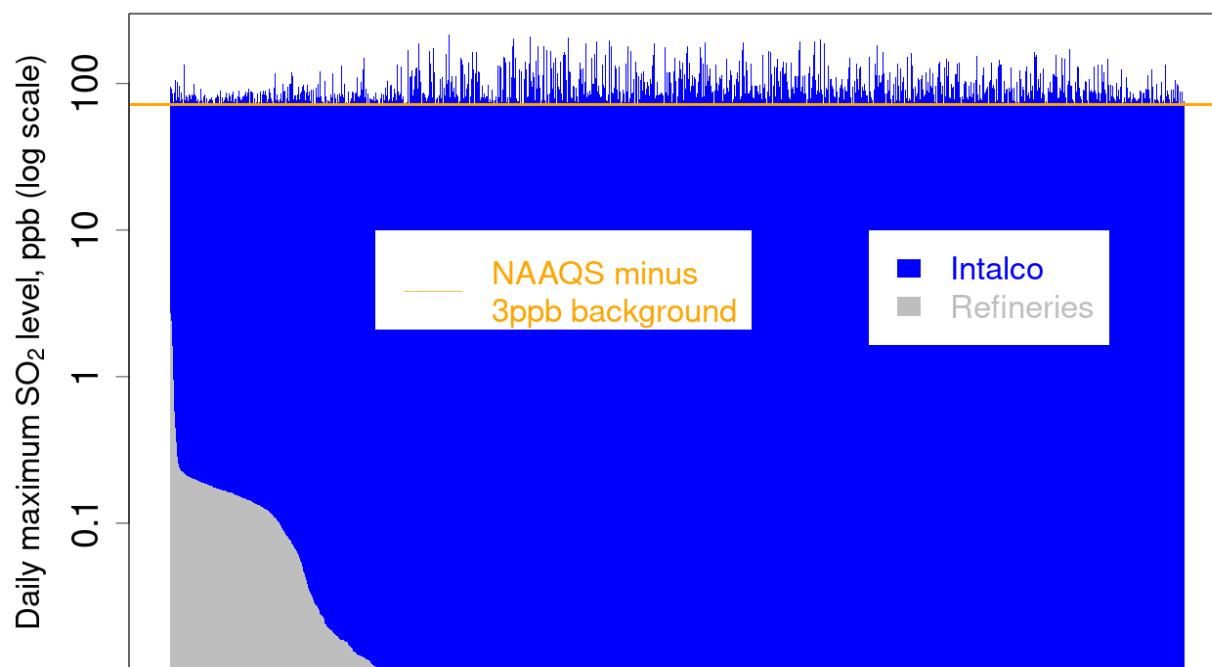 Daily maximum SO₂ level, ppb (log scale)
100
10
1
0.1
NAAQS minus
3ppb background
Intalco
Refineries